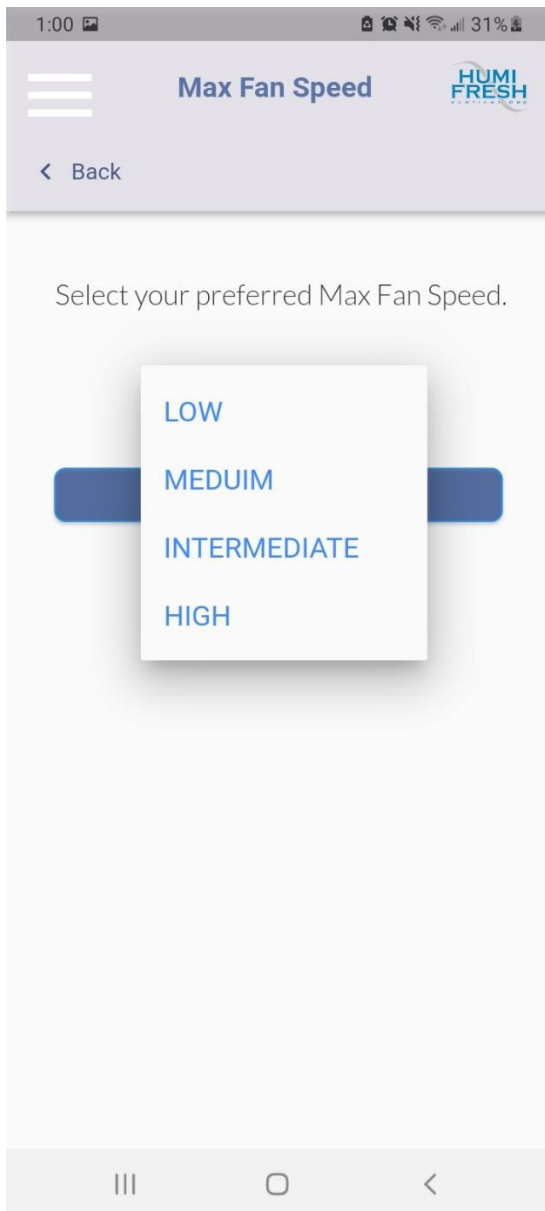 1:00 31%
Max Fan Speed
HUMI
FRESH
< Back
Select your preferred Max Fan Speed.
LOW
MEDUIM
INTERMEDIATE
HIGH